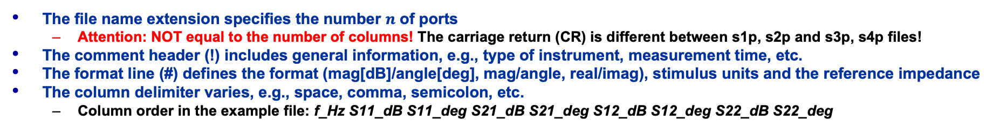 • The file name extension specifies the number n of ports
– Attention: NOT equal to the number of columns! The carriage return (CR) is different between s1p, s2p and s3p, s4p files!
• The comment header (!) includes general information, e.g., type of instrument, measurement time, etc.
• The format line (#) defines the format (mag[dB]/angle[deg], mag/angle, real/imag), stimulus units and the reference impedance
• The column delimiter varies, e.g., space, comma, semicolon, etc.
– Column order in the example file: f_Hz S11_dB S11_deg S21_dB S21_deg S12_dB S12_deg S22_dB S22_deg